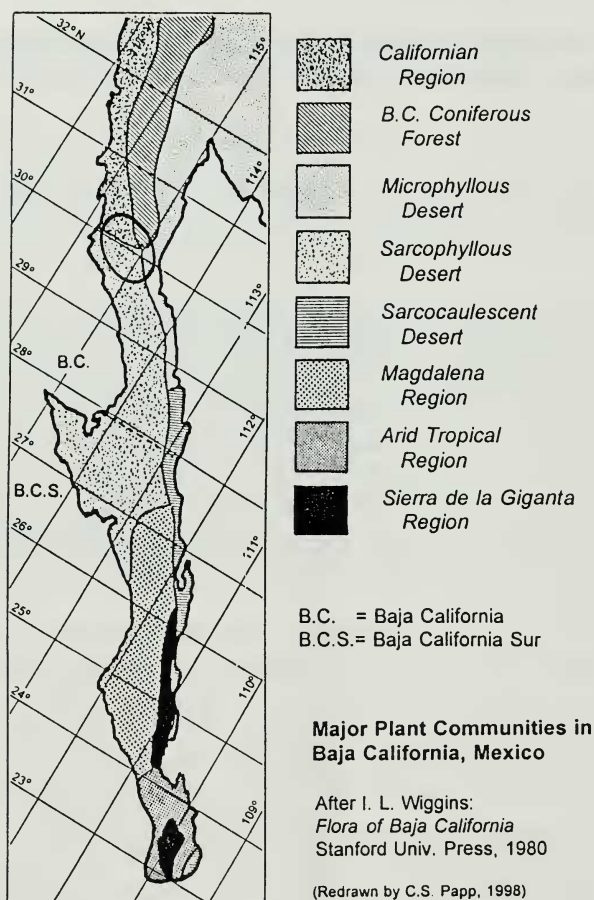 32°N
117°W
115°
31°
114°
30°
113°
29°
B.C.
28°
112°
27°
B.C.S.
26°
111°
25°
110°
24°
23°
109°
Californian
Region
B.C. Coniferous
Forest
Microphyllous
Desert
Sarcophyllous
Desert
Sarcocaulescent
Desert
Magdalena
Region
Arid Tropical
Region
Sierra de la Giganta
Region
B.C. = Baja California
B.C.S.= Baja California Sur
Major Plant Communities in
Baja California, Mexico
After I. L. Wiggins:
Flora of Baja California
Stanford Univ. Press, 1980
(Redrawn by C.S. Papp, 1998)